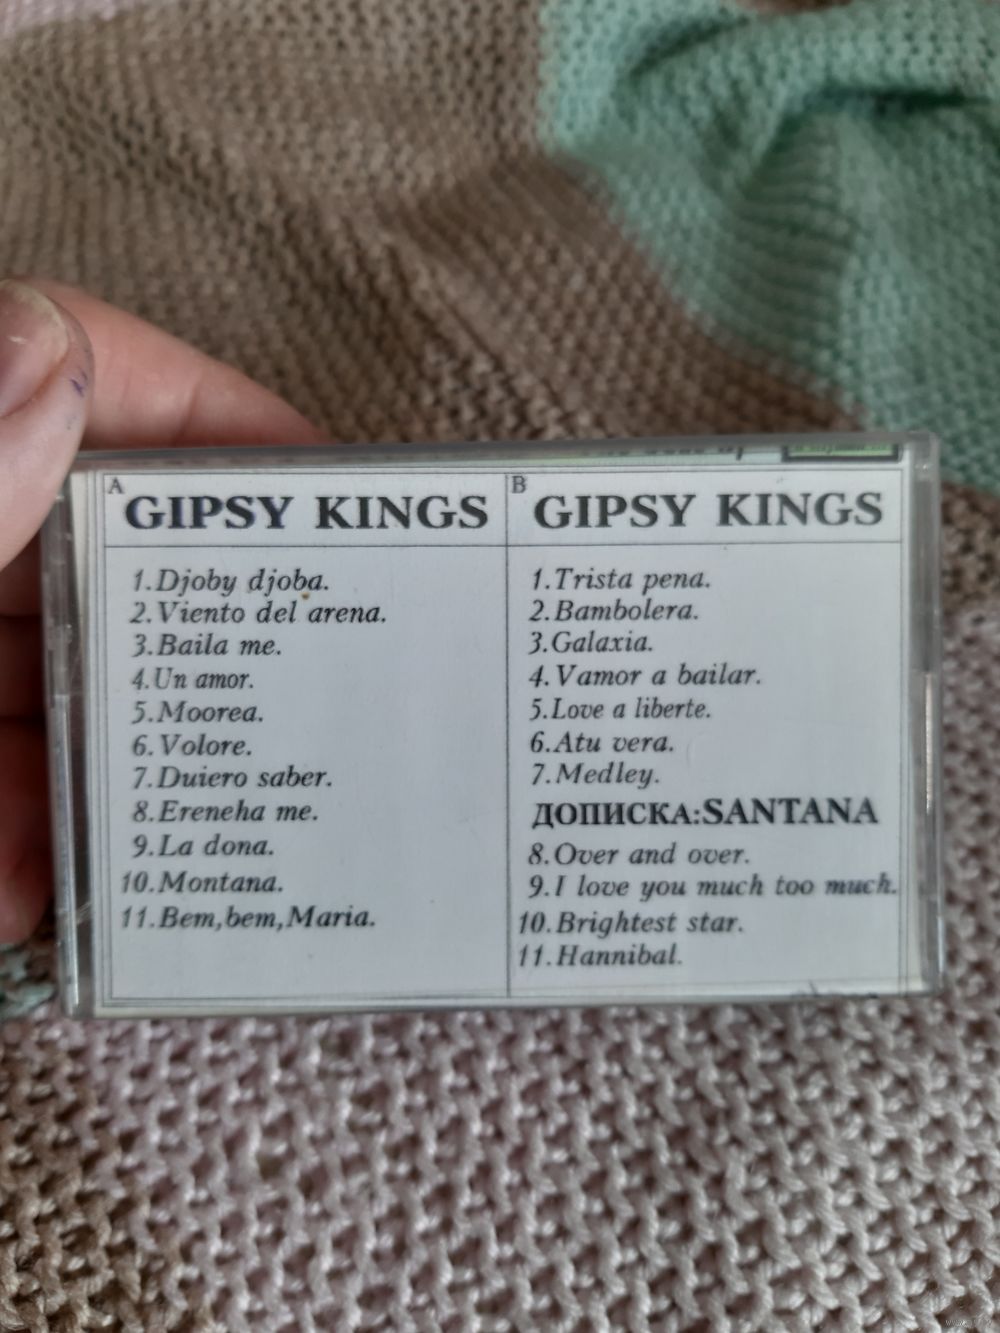 A
GIPSY KINGS
1.Djoby djoba.
2.Viento del arena.
3.Baila me.
4.Un amor.
5.Moorea.
6.Volore.
7.Duiero saber.
8.Ereneha me.
9.La dona.
10.Montana.
11.Bem,bem,Maria.
B
GIPSY KINGS
1.Trista pena.
2.Bambolera.
3.Galaxia.
4.Vamor a bailar.
5.Love a liberte.
6.Atu vera.
7.Medley.
ДОПИСКА:SANTANA
8.Over and over.
9.I love you much too much.
10.Brightest star.
11.Hannibal.